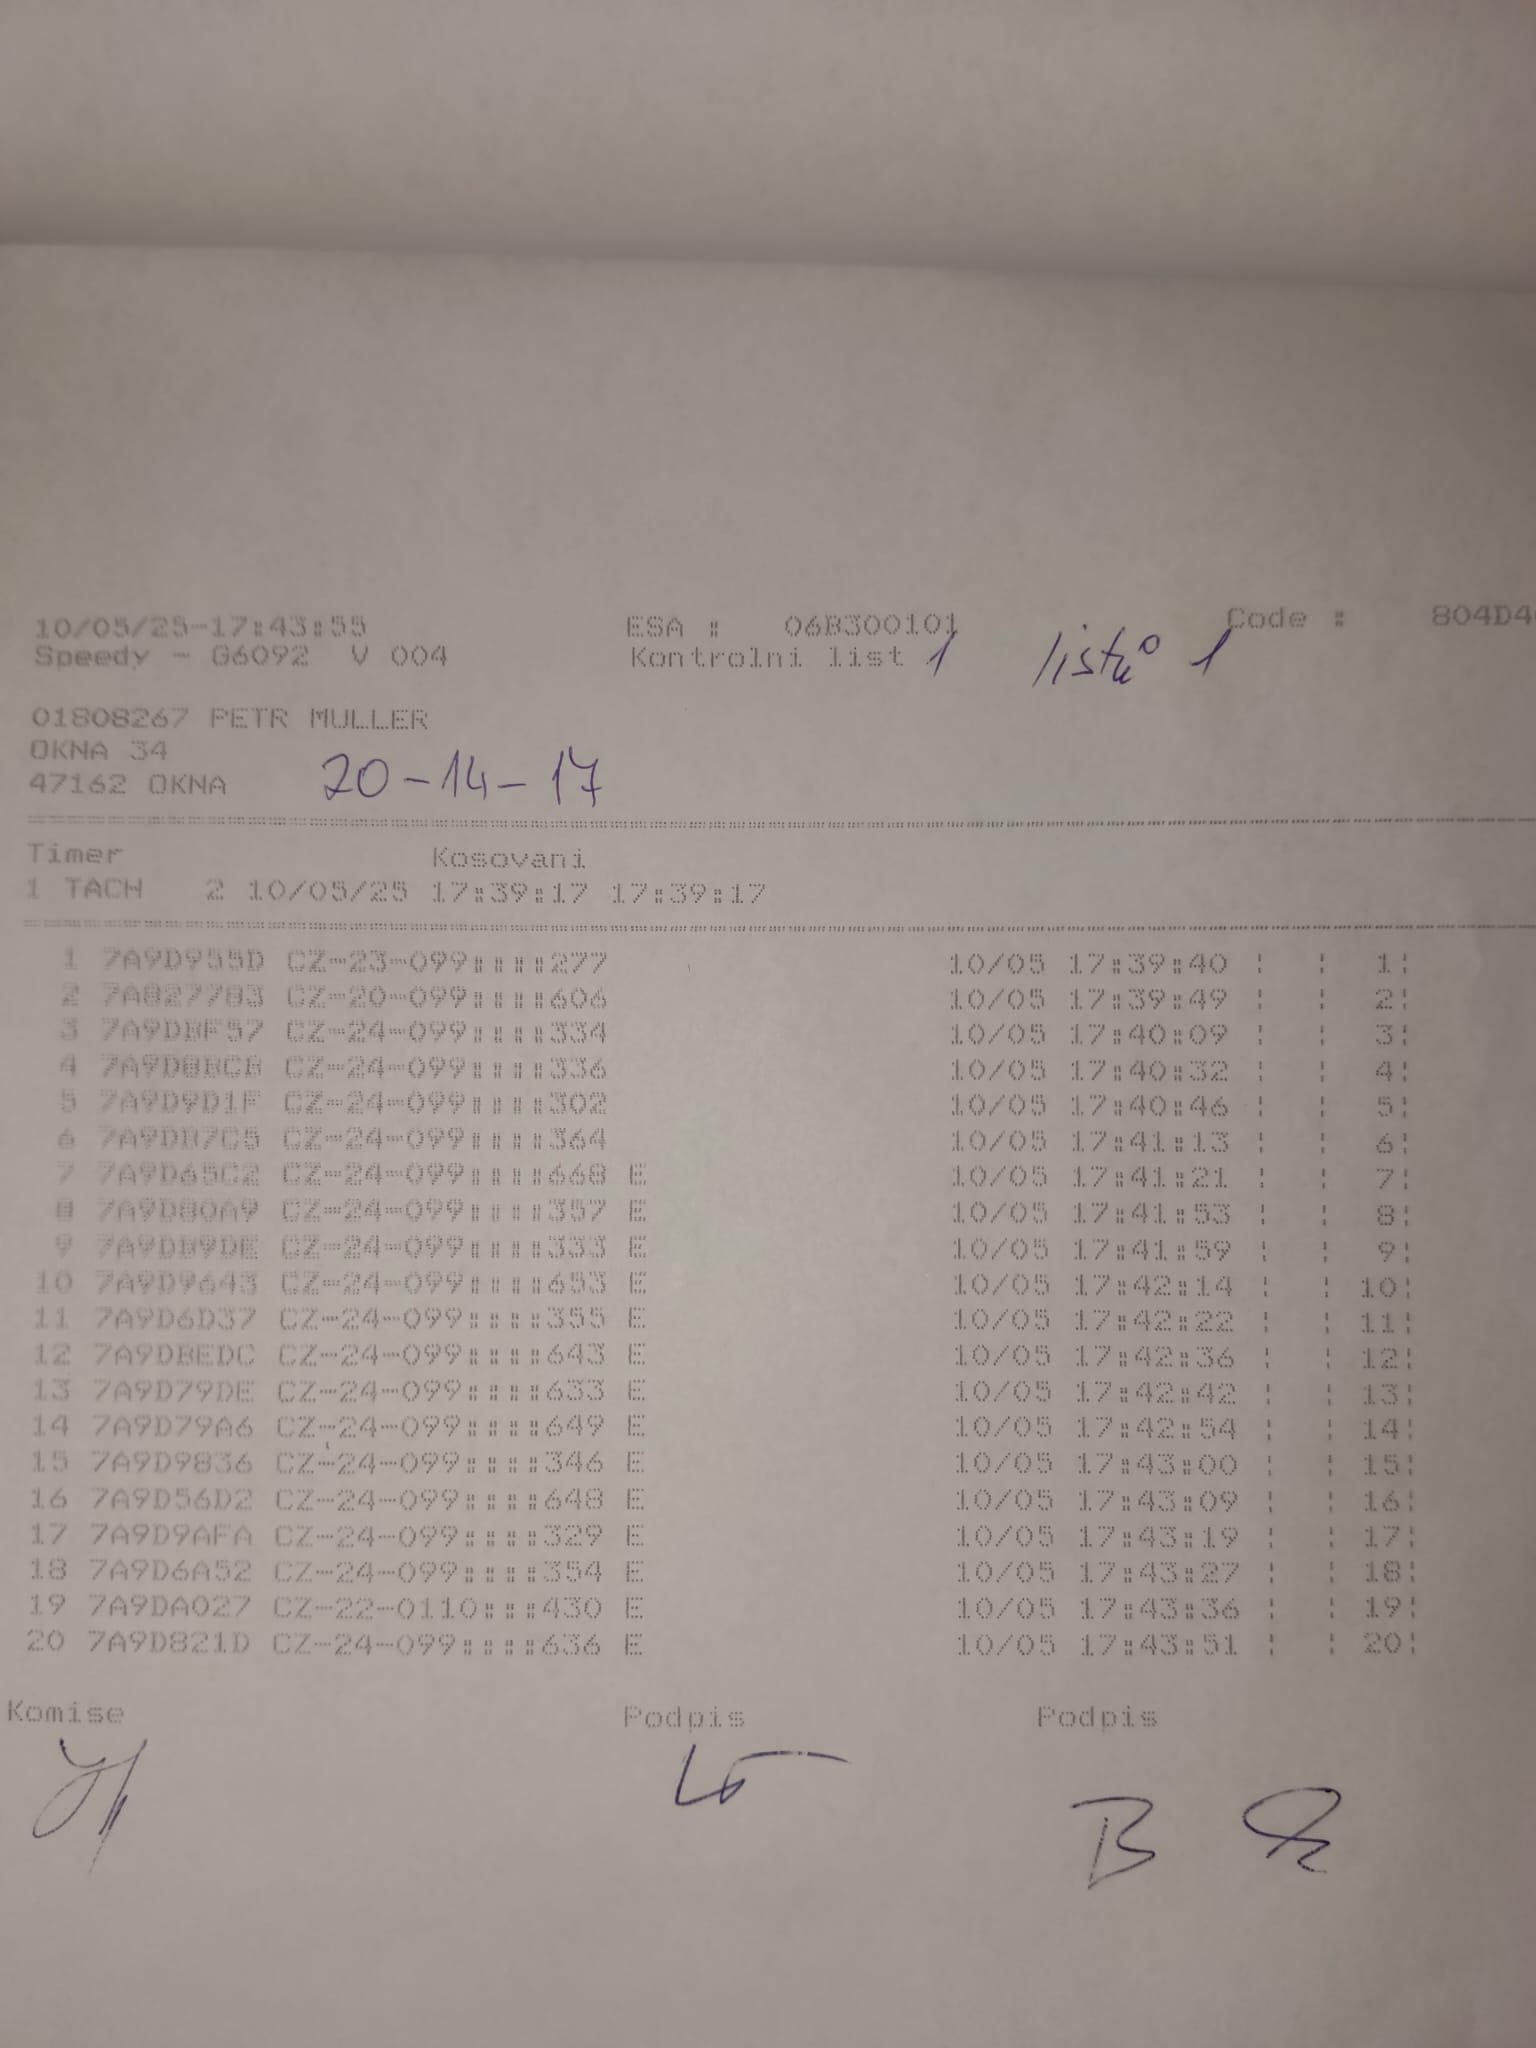 10/05/25-17:43:55 ESA : 06B300101 Code : 804D4
Speedy - G6092 V 004 Kontrolni list 1 listů 1
01808267 PETR MULLER
OKNA 34
47162 OKNA 20-14-17
Timer Kosovani
1 TACH 2 10/05/25 17:39:17 17:39:17
1 7A9D955D CZ-23-099::::277 10/05 17:39:40 ¦ ¦ 1¦
2 7A8277B3 CZ-20-099::::606 10/05 17:39:49 ¦ ¦ 2¦
3 7A9DBF57 CZ-24-099::::334 10/05 17:40:09 ¦ ¦ 3¦
4 7A9D8BCB CZ-24-099::::336 10/05 17:40:32 ¦ ¦ 4¦
5 7A9D9D1F CZ-24-099::::302 10/05 17:40:46 ¦ ¦ 5¦
6 7A9DB7C5 CZ-24-099::::364 10/05 17:41:13 ¦ ¦ 6¦
7 7A9D65C2 CZ-24-099::::668 E 10/05 17:41:21 ¦ ¦ 7¦
8 7A9D80A9 CZ-24-099::::357 E 10/05 17:41:53 ¦ ¦ 8¦
9 7A9DB9DE CZ-24-099::::333 E 10/05 17:41:59 ¦ ¦ 9¦
10 7A9D9643 CZ-24-099::::653 E 10/05 17:42:14 ¦ ¦ 10¦
11 7A9D6D37 CZ-24-099::::355 E 10/05 17:42:22 ¦ ¦ 11¦
12 7A9DBEDC CZ-24-099::::643 E 10/05 17:42:36 ¦ ¦ 12¦
13 7A9D79DE CZ-24-099::::633 E 10/05 17:42:42 ¦ ¦ 13¦
14 7A9D79A6 CZ-24-099::::649 E 10/05 17:42:54 ¦ ¦ 14¦
15 7A9D9836 CZ-24-099::::346 E 10/05 17:43:00 ¦ ¦ 15¦
16 7A9D56D2 CZ-24-099::::648 E 10/05 17:43:09 ¦ ¦ 16¦
17 7A9D9AFA CZ-24-099::::329 E 10/05 17:43:19 ¦ ¦ 17¦
18 7A9D6A52 CZ-24-099::::354 E 10/05 17:43:27 ¦ ¦ 18¦
19 7A9DA027 CZ-22-0110:::430 E 10/05 17:43:36 ¦ ¦ 19¦
20 7A9D821D CZ-24-099::::636 E 10/05 17:43:51 ¦ ¦ 20¦
Komise Podpis Podpis